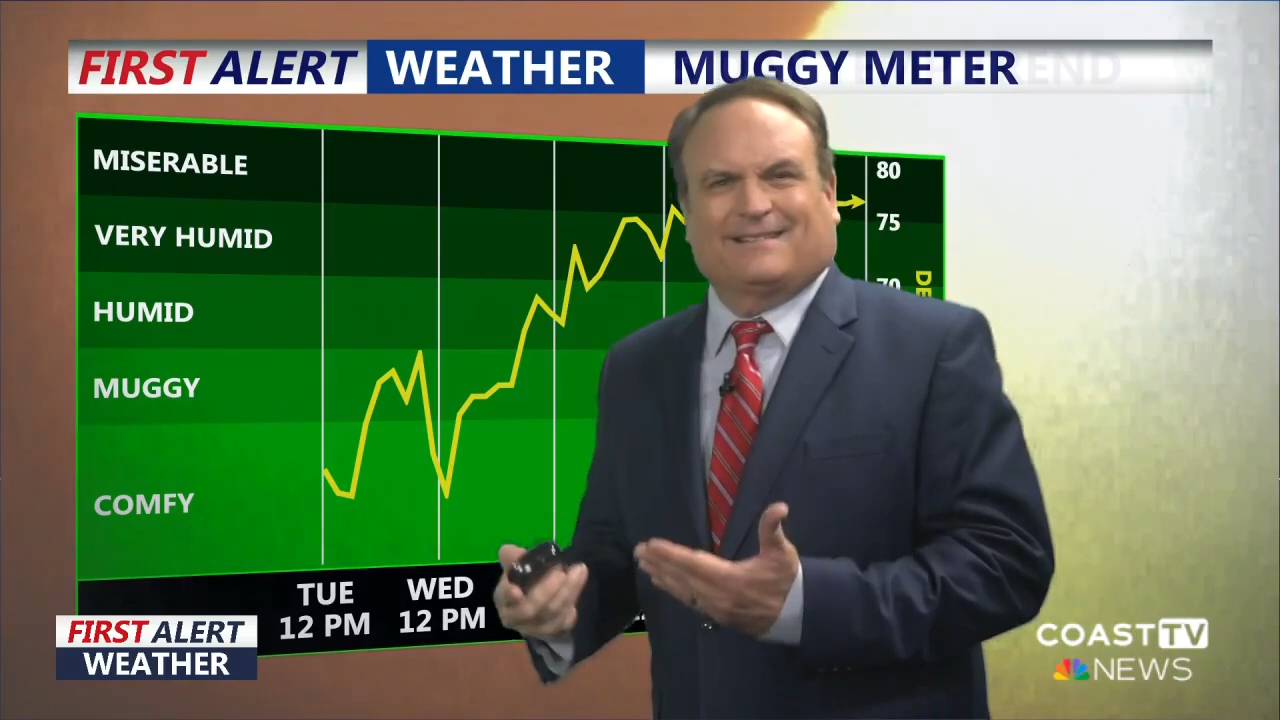 FIRST ALERT WEATHER MUGGY METER
MISERABLE
VERY HUMID
HUMID
MUGGY
COMFY
80
75
70
TUE
12 PM
WED
12 PM
FIRST ALERT
WEATHER
COAST TV
NEWS